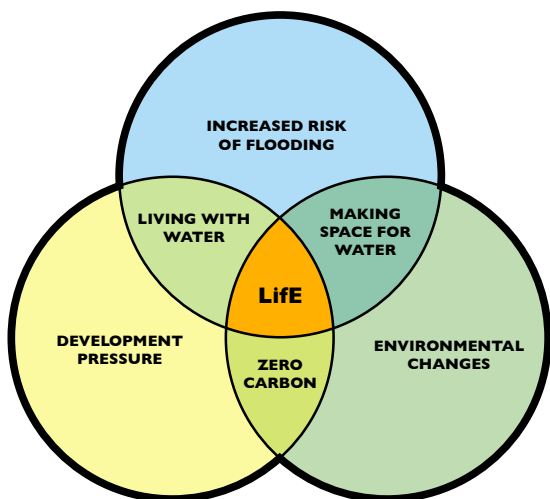 INCREASED RISK
OF FLOODING
LIVING WITH
WATER
MAKING
SPACE FOR
WATER
LifE
DEVELOPMENT
PRESSURE
ZERO
CARBON
ENVIRONMENTAL
CHANGES